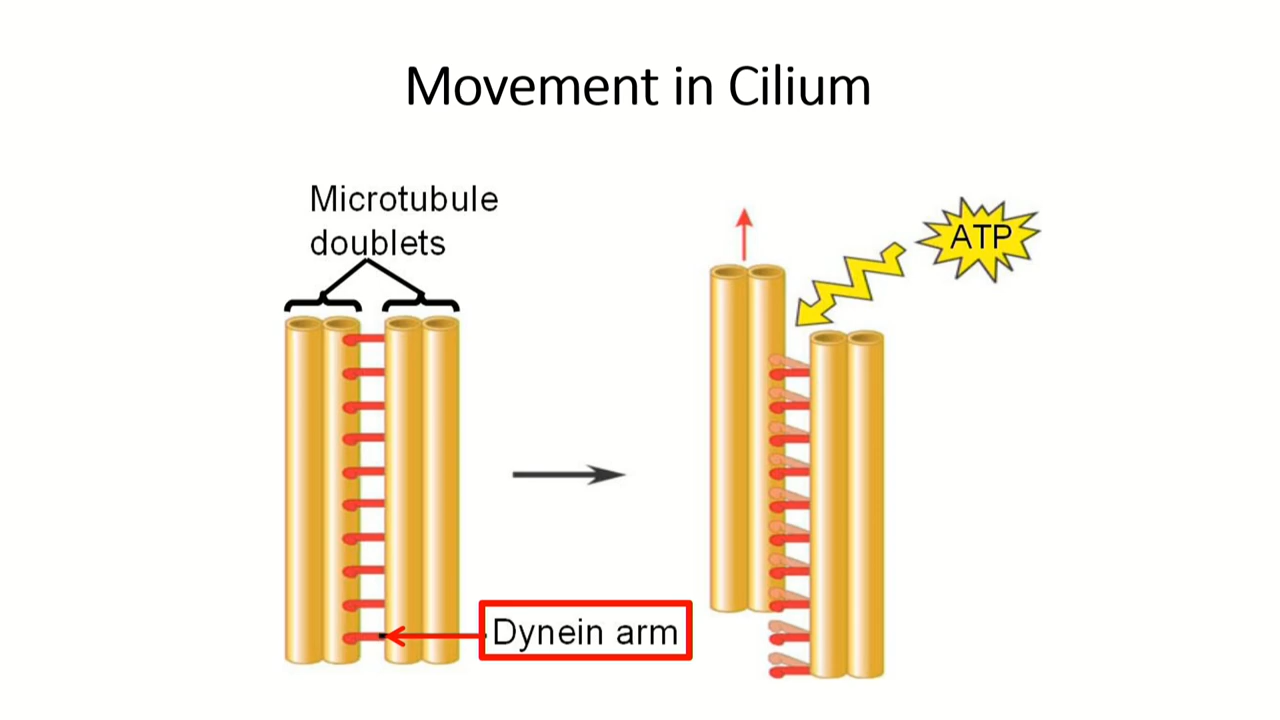 Movement in Cilium
Microtubule
doublets
ATP
Dynein arm